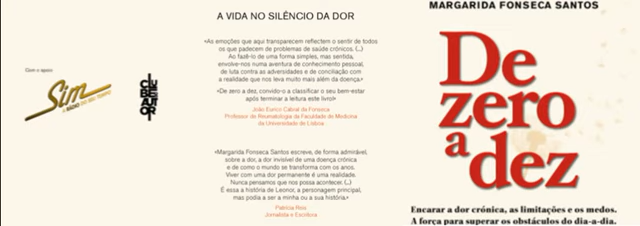 Com o apoio
Sim
A RÁDIO DO SEU TEMPO
CLUBE DO AUTOR
A VIDA NO SILÊNCIO DA DOR
«As emoções que aqui transparecem reflectem o sentir de todos
os que padecem de problemas de saúde crónicos. (...)
Ao fazê-lo de uma forma simples, mas sentida,
envolve-nos numa aventura de conhecimento pessoal,
de luta contra as adversidades e de conciliação com
a realidade que nos leva muito mais além da doença.»
«De zero a dez, convido-o a classificar o seu bem-estar
após terminar a leitura este livro!»
João Eurico Cabral da Fonseca
Professor de Reumatologia da Faculdade de Medicina
da Universidade de Lisboa
«Margarida Fonseca Santos escreve, de forma admirável,
sobre a dor, a dor invisível de uma doença crónica
e de como o mundo se transforma com os anos.
Viver com uma dor permanente é uma realidade.
Nunca pensamos que nos possa acontecer. (...)
É essa a história de Leonor, a personagem principal,
mas podia a ser a minha ou a sua história.»
Patrícia Reis
Jornalista e Escritora
MARGARIDA FONSECA SANTOS
De
zero
a
dez
Encarar a dor crónica, as limitações e os medos.
A força para superar os obstáculos do dia-a-dia.